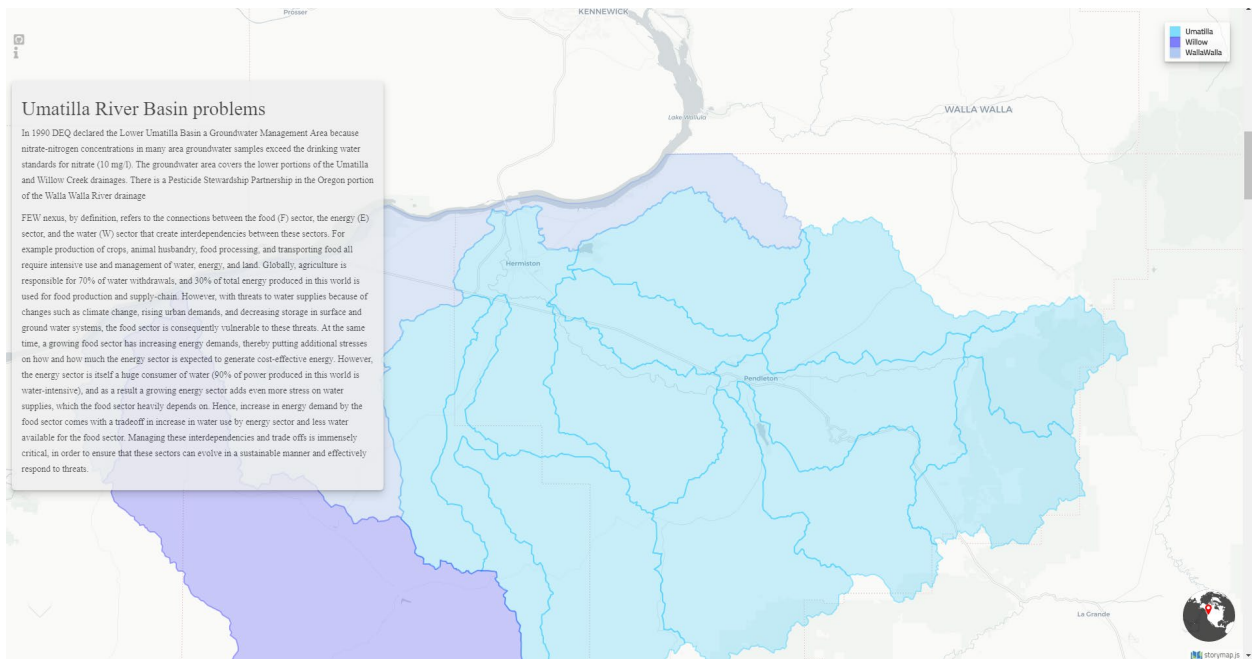 Prosser
KENNEWICK
Umatilla
Willow
WallaWalla
Umatilla River Basin problems
In 1990 DEQ declared the Lower Umatilla Basin a Groundwater Management Area because
nitrate-nitrogen concentrations in many area groundwater samples exceed the drinking water
standards for nitrate (10 mg/l). The groundwater area covers the lower portions of the Umatilla
and Willow Creek drainages. There is a Pesticide Stewardship Partnership in the Oregon portion
of the Walla Walla River drainage
FEW nexus, by definition, refers to the connections between the food (F) sector, the energy (E)
sector, and the water (W) sector that create interdependencies between these sectors. For
example production of crops, animal husbandry, food processing, and transporting food all
require intensive use and management of water, energy, and land. Globally, agriculture is
responsible for 70% of water withdrawals, and 30% of total energy produced in this world is
used for food production and supply-chain. However, with threats to water supplies because of
changes such as climate change, rising urban demands, and decreasing storage in surface and
ground water systems, the food sector is consequently vulnerable to these threats. At the same
time, a growing food sector has increasing energy demands, thereby putting additional stresses
on how and how much the energy sector is expected to generate cost-effective energy. However,
the energy sector is itself a huge consumer of water (90% of power produced in this world is
water-intensive), and as a result a growing energy sector adds even more stress on water
supplies, which the food sector heavily depends on. Hence, increase in energy demand by the
food sector comes with a tradeoff in increase in water use by energy sector and less water
available for the food sector. Managing these interdependencies and trade offs is immensely
critical, in order to ensure that these sectors can evolve in a sustainable manner and effectively
respond to threats.
Lake Wallula
WALLA WALLA
Hermiston
Pendleton
La Grande
storymap.js